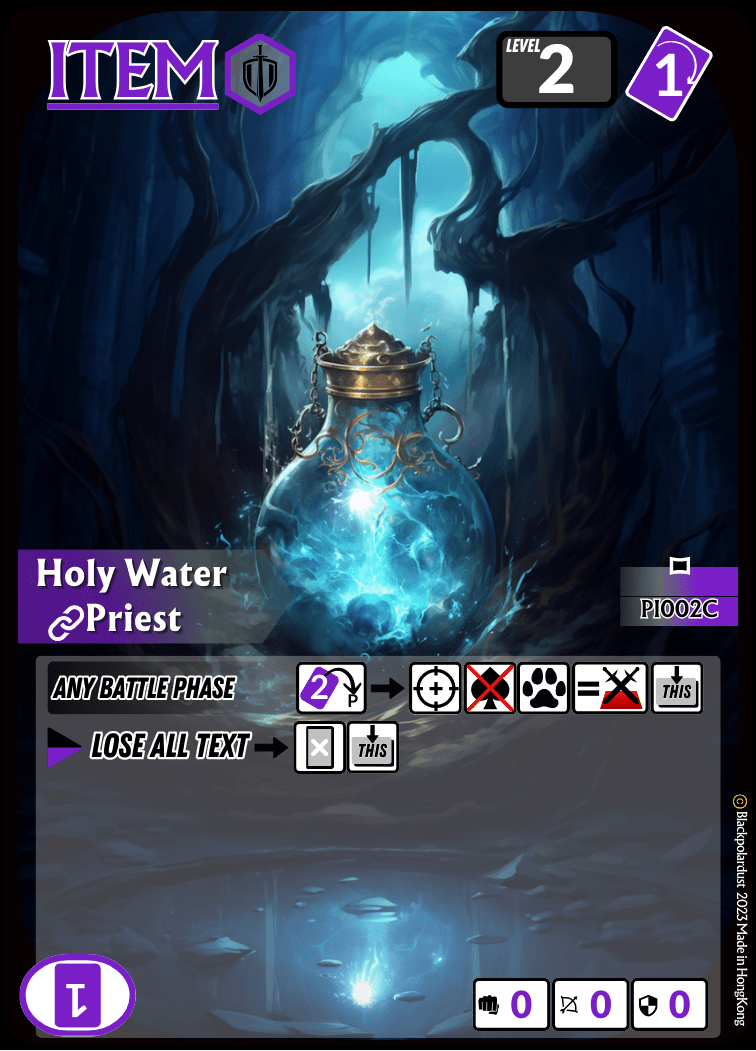 ITEM
LEVEL 2
1
Holy Water
Priest
PI002C
ANY BATTLE PHASE 2 P = THIS
LOSE ALL TEXT THIS
1
0 0 0
© Blackpolardust 2023 Made in HongKong